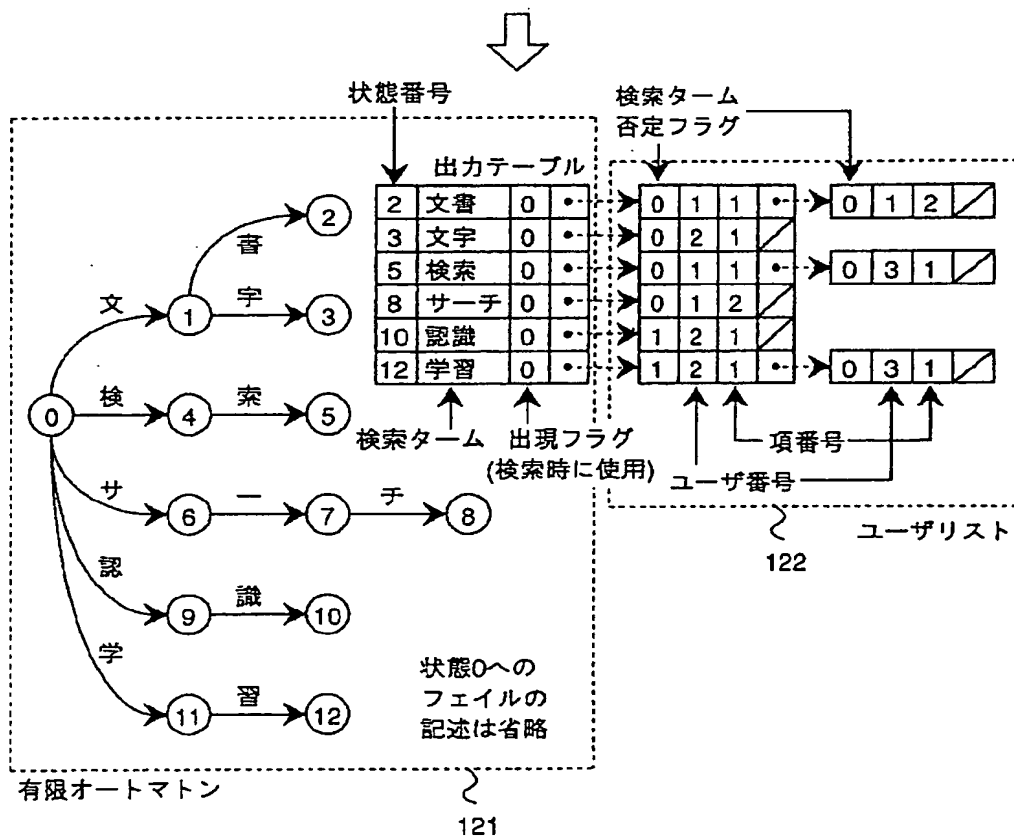 状態番号
検索ターム
否定フラグ
出力テーブル
2 文書 0
3 文字 0
5 検索 0
8 サーチ 0
10 認識 0
12 学習 0
0 1 1
0 2 1
0 1 1
0 1 2
1 2 1
1 2 1
0 1 2
0 3 1
0 3 1
文
書
字
検
索
サ
ー
チ
認
識
学
習
0
1
2
3
4
5
6
7
8
9
10
11
12
検索ターム
出現フラグ
(検索時に使用)
項番号
ユーザ番号
ユーザリスト
122
状態0への
フェイルの
記述は省略
有限オートマトン
121